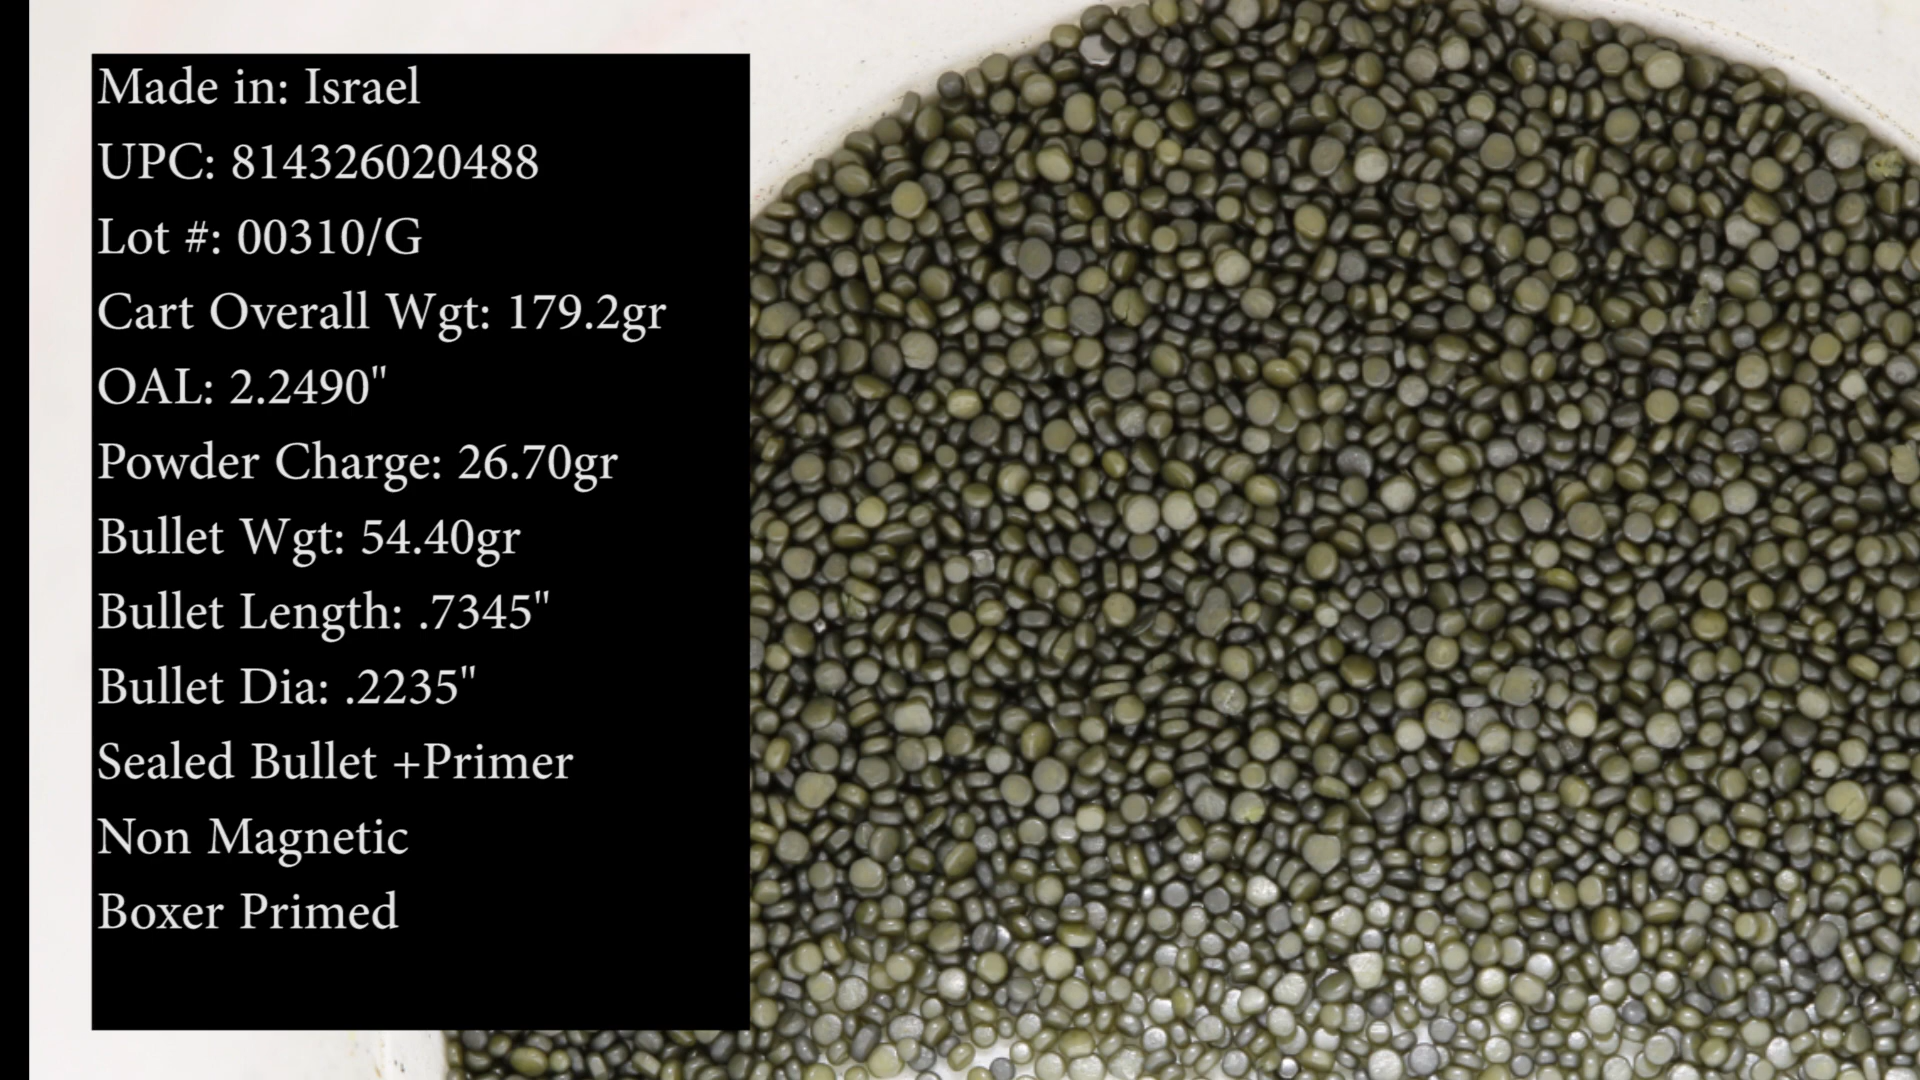 Made in: Israel
UPC: 814326020488
Lot #: 00310/G
Cart Overall Wgt: 179.2gr
OAL: 2.2490"
Powder Charge: 26.70gr
Bullet Wgt: 54.40gr
Bullet Length: .7345"
Bullet Dia: .2235"
Sealed Bullet +Primer
Non Magnetic
Boxer Primed